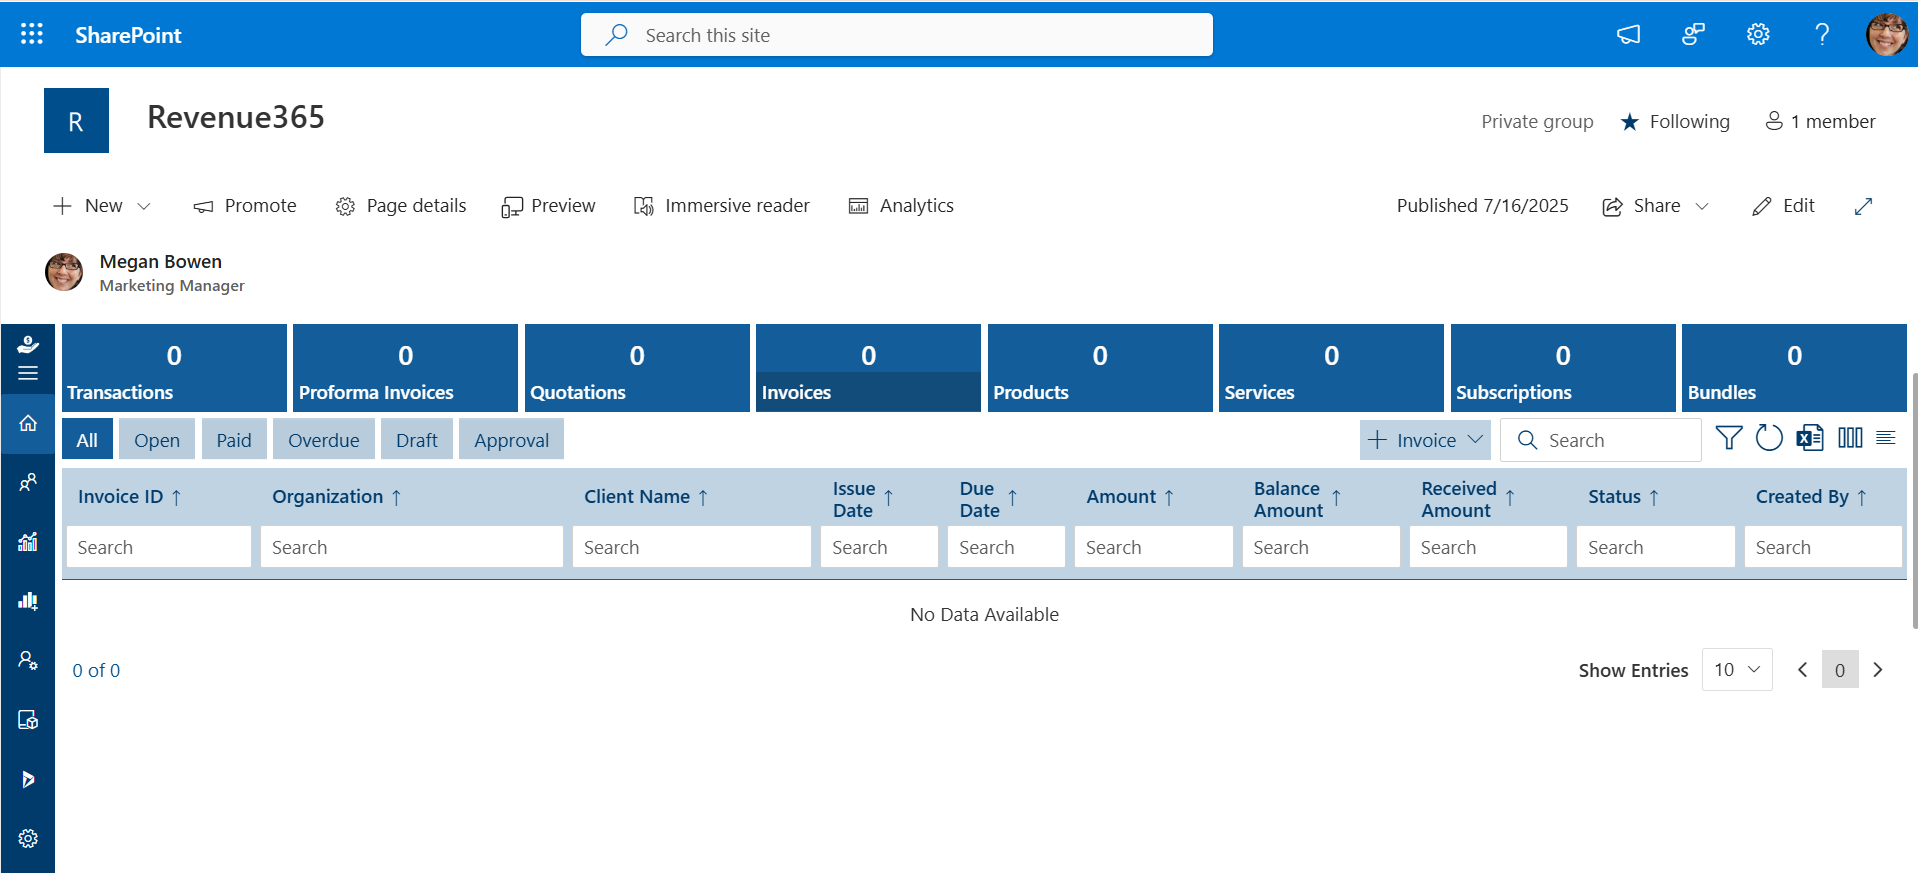 SharePoint
Search this site
R
Revenue365
Private group
Following
1 member
New
Promote
Page details
Preview
Immersive reader
Analytics
Published 7/16/2025
Share
Edit
Megan Bowen
Marketing Manager
0
Transactions
0
Proforma Invoices
0
Quotations
0
Invoices
0
Products
0
Services
0
Subscriptions
0
Bundles
All
Open
Paid
Overdue
Draft
Approval
Invoice
Search
Invoice ID
Organization
Client Name
Issue
Date
Due
Date
Amount
Balance
Amount
Received
Amount
Status
Created By
Search
Search
Search
Search
Search
Search
Search
Search
Search
Search
No Data Available
0 of 0
Show Entries
10
0